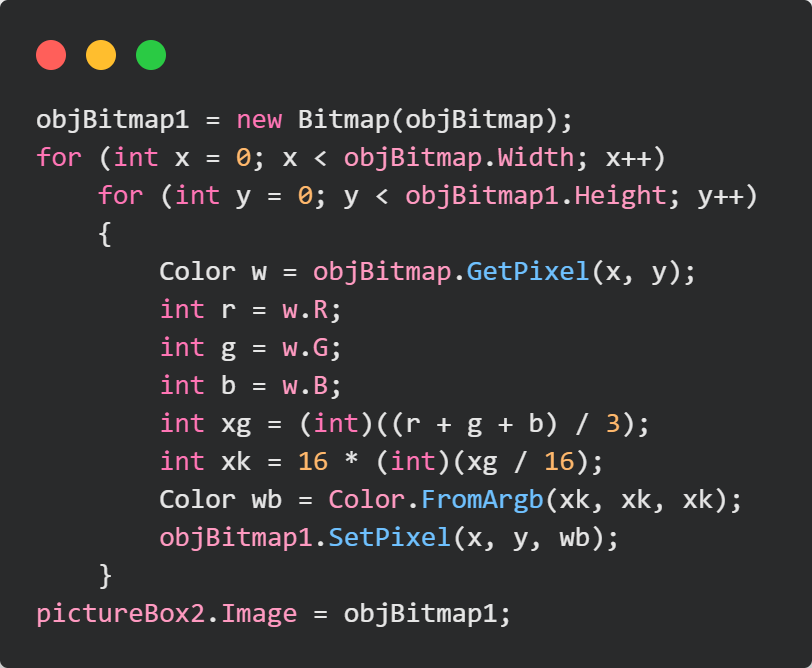 objBitmap1 = new Bitmap(objBitmap);
for (int x = 0; x < objBitmap.Width; x++)
    for (int y = 0; y < objBitmap1.Height; y++)
    {
        Color w = objBitmap.GetPixel(x, y);
        int r = w.R;
        int g = w.G;
        int b = w.B;
        int xg = (int)((r + g + b) / 3);
        int xk = 16 * (int)(xg / 16);
        Color wb = Color.FromArgb(xk, xk, xk);
        objBitmap1.SetPixel(x, y, wb);
    }
pictureBox2.Image = objBitmap1;